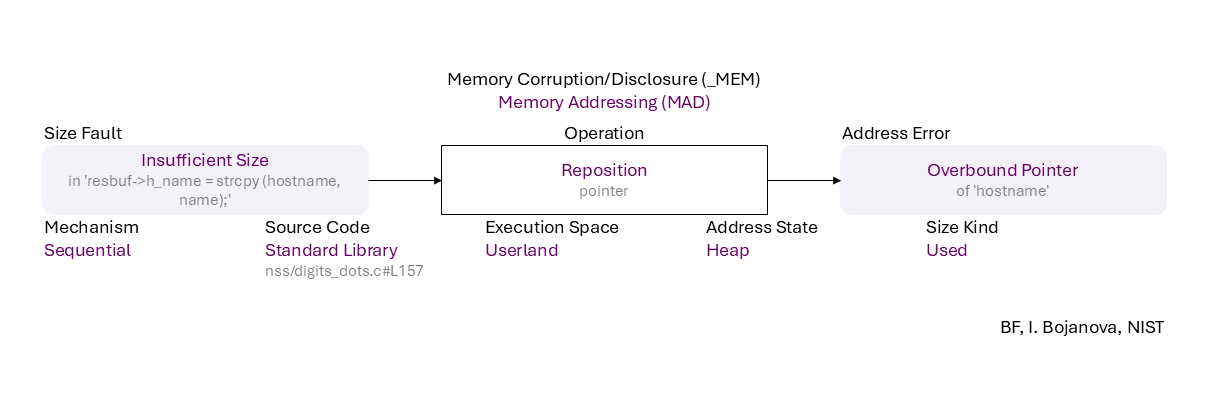 Memory Corruption/Disclosure (_MEM)
Memory Addressing (MAD)
Size Fault
Operation
Address Error
Insufficient Size
in 'resbuf->h_name = strcpy (hostname,
name);'
Reposition
pointer
Overbound Pointer
of 'hostname'
Mechanism
Sequential
Source Code
Standard Library
nss/digits_dots.c#L157
Execution Space
Userland
Address State
Heap
Size Kind
Used
BF, I. Bojanova, NIST